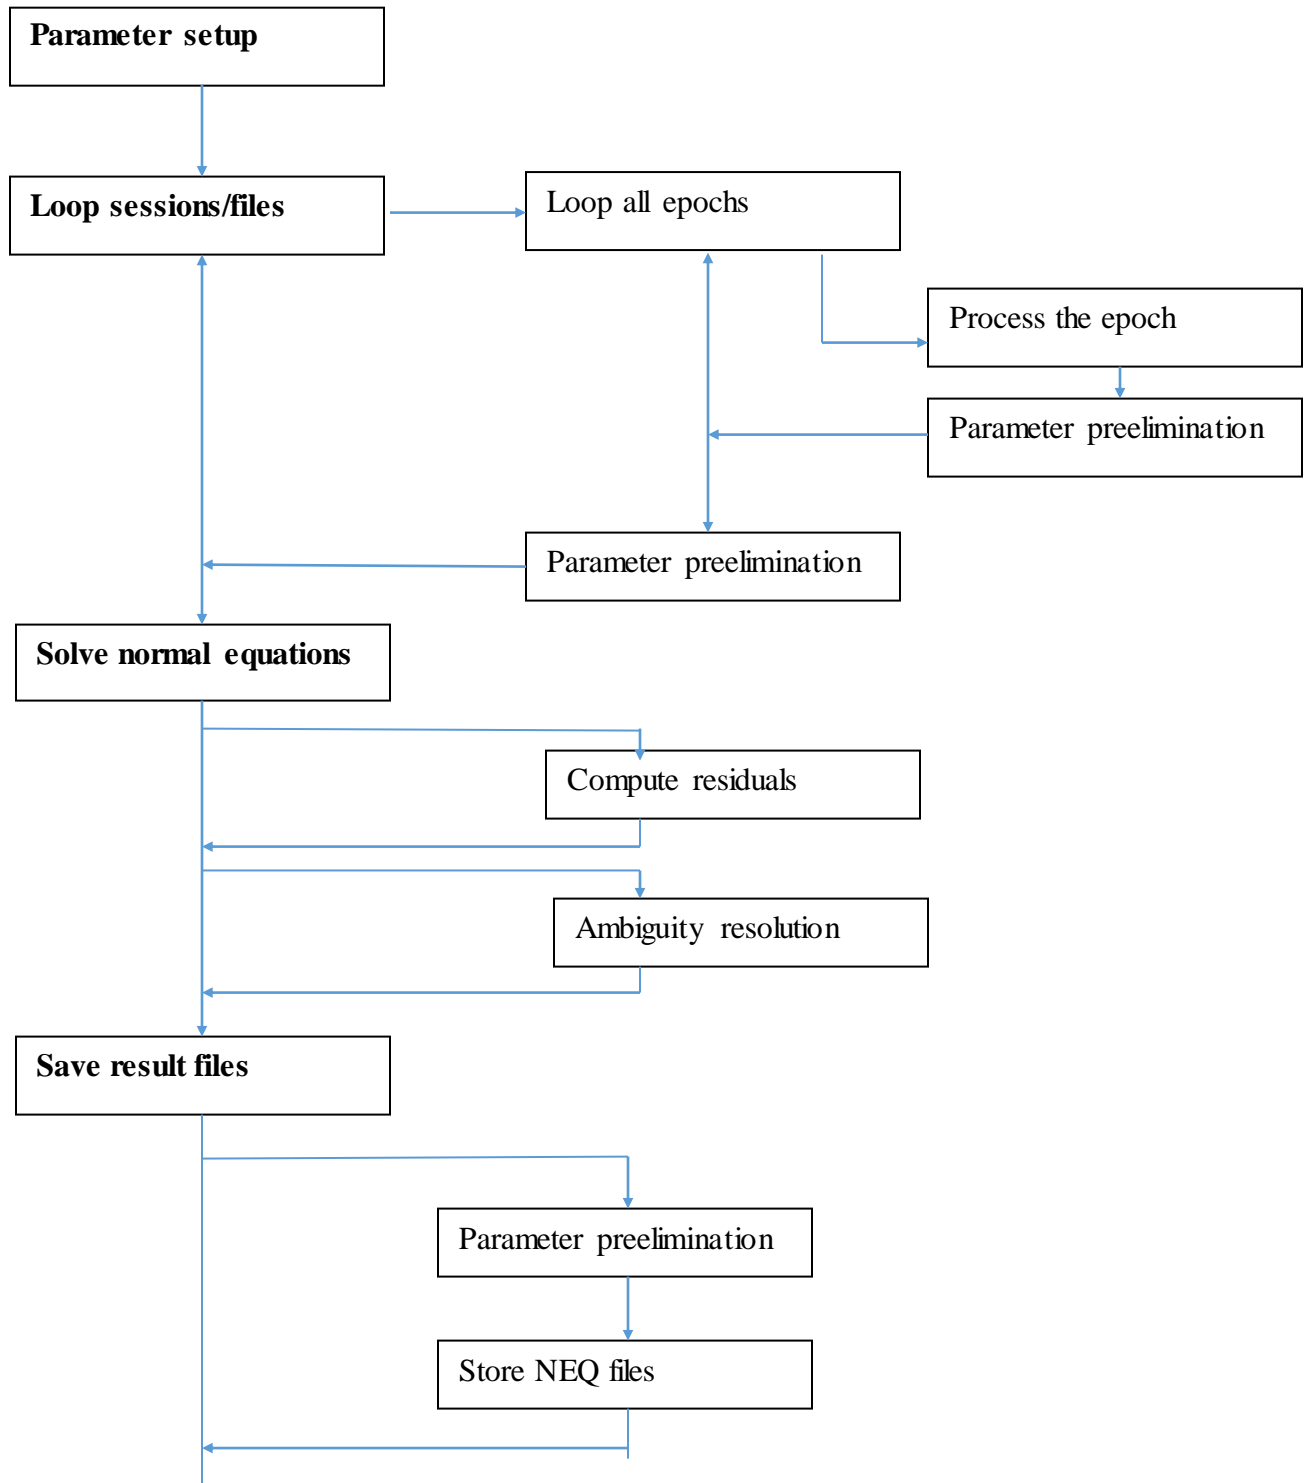 Parameter setup
Loop sessions/files
Loop all epochs
Process the epoch
Parameter preelimination
Parameter preelimination
Solve normal equations
Compute residuals
Ambiguity resolution
Save result files
Parameter preelimination
Store NEQ files